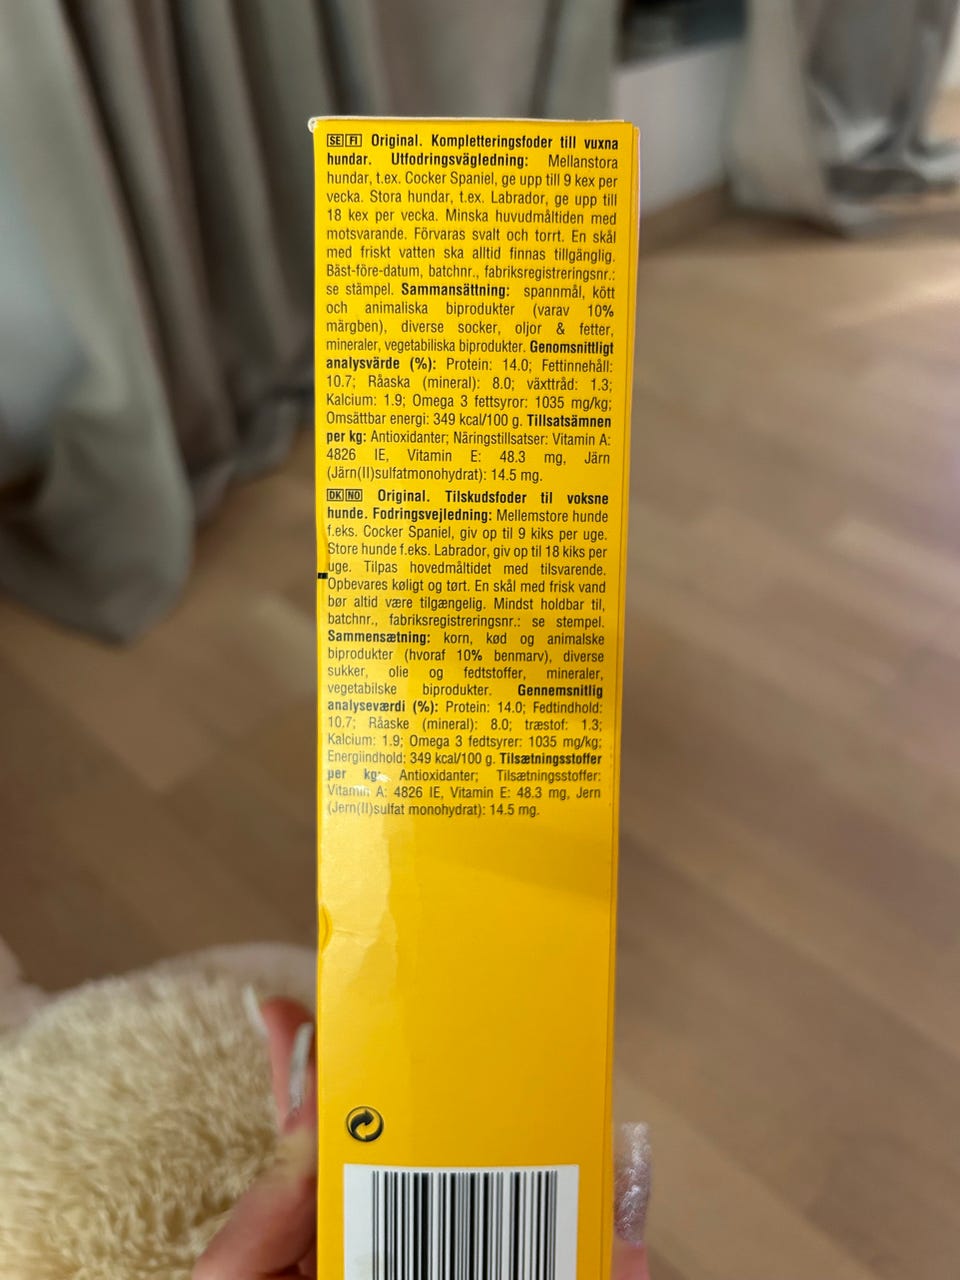 SE FI Original. Kompletteringsfoder till vuxna
hundar. Utfodringsvägledning: Mellanstora
hundar, t.ex. Cocker Spaniel, ge upp till 9 kex per
vecka. Stora hundar, t.ex. Labrador, ge upp till
18 kex per vecka. Minska huvudmåltiden med
motsvarande. Förvaras svalt och torrt. En skål
med friskt vatten ska alltid finnas tillgänglig.
Bäst-före-datum, batchnr., fabriksregistreringsnr.:
se stämpel. Sammansättning: spannmål, kött
och animaliska biprodukter (varav 10%
märgben), diverse socker, oljor & fetter,
mineraler, vegetabiliska biprodukter. Genomsnittligt
analysvärde (%): Protein: 14.0; Fettinnehåll:
10.7; Råaska (mineral): 8.0; växttråd: 1.3;
Kalcium: 1.9; Omega 3 fettsyror: 1035 mg/kg;
Omsättbar energi: 349 kcal/100 g. Tillsatsämnen
per kg: Antioxidanter; Näringstillsatser: Vitamin A:
4826 IE, Vitamin E: 48.3 mg, Järn
(Järn(II)sulfatmonohydrat): 14.5 mg.
DK NO Original. Tilskudsfoder til voksne
hunde. Fodringsvejledning: Mellemstore hunde
f.eks. Cocker Spaniel, giv op til 9 kiks per uge.
Store hunde f.eks. Labrador, giv op til 18 kiks per
uge. Tilpas hovedmåltidet med tilsvarende.
Opbevares køligt og tørt. En skål med frisk vand
bør altid være tilgængelig. Mindst holdbar til,
batchnr., fabriksregistreringsnr.: se stempel.
Sammensætning: korn, kød og animalske
biprodukter (hvoraf 10% benmarv), diverse
sukker, olie og fedtstoffer, mineraler,
vegetabilske biprodukter. Gennemsnitlig
analyseværdi (%): Protein: 14.0; Fedtindhold:
10.7; Råaske (mineral): 8.0; træstof: 1.3;
Kalcium: 1.9; Omega 3 fedtsyrer: 1035 mg/kg;
Energiindhold: 349 kcal/100 g. Tilsætningsstoffer
per kg: Antioxidanter; Tilsætningsstoffer:
Vitamin A: 4826 IE, Vitamin E: 48.3 mg, Jern
(Jern(II)sulfat monohydrat): 14.5 mg.